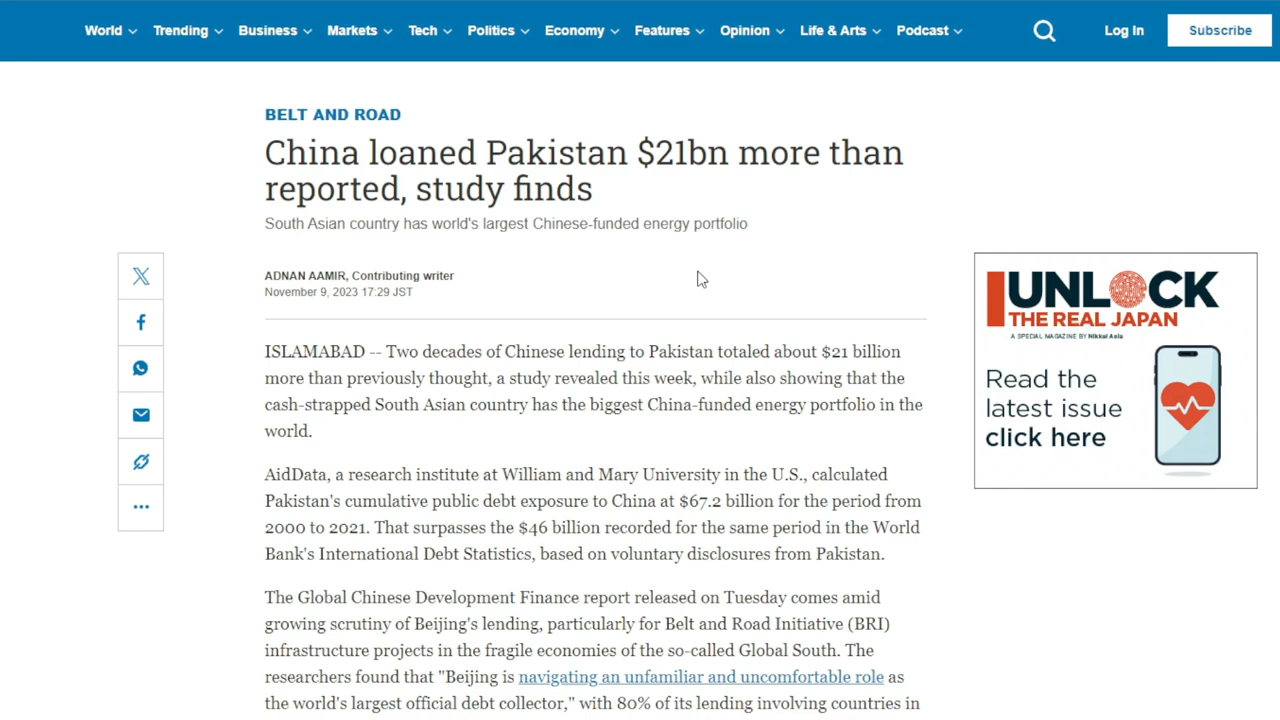 World Trending Business Markets Tech Politics Economy Features Opinion Life & Arts Podcast Log In Subscribe
BELT AND ROAD
China loaned Pakistan $21bn more than
reported, study finds
South Asian country has world's largest Chinese-funded energy portfolio
ADNAN AAMIR, Contributing writer
November 9, 2023 17:29 JST
ISLAMABAD -- Two decades of Chinese lending to Pakistan totaled about $21 billion
more than previously thought, a study revealed this week, while also showing that the
cash-strapped South Asian country has the biggest China-funded energy portfolio in the
world.
AidData, a research institute at William and Mary University in the U.S., calculated
Pakistan's cumulative public debt exposure to China at $67.2 billion for the period from
2000 to 2021. That surpasses the $46 billion recorded for the same period in the World
Bank's International Debt Statistics, based on voluntary disclosures from Pakistan.
The Global Chinese Development Finance report released on Tuesday comes amid
growing scrutiny of Beijing's lending, particularly for Belt and Road Initiative (BRI)
infrastructure projects in the fragile economies of the so-called Global South. The
researchers found that "Beijing is navigating an unfamiliar and uncomfortable role as
the world's largest official debt collector," with 80% of its lending involving countries in
UNLOCK
THE REAL JAPAN
A SPECIAL MAGAZINE BY Nikkei Asia
Read the
latest issue
click here